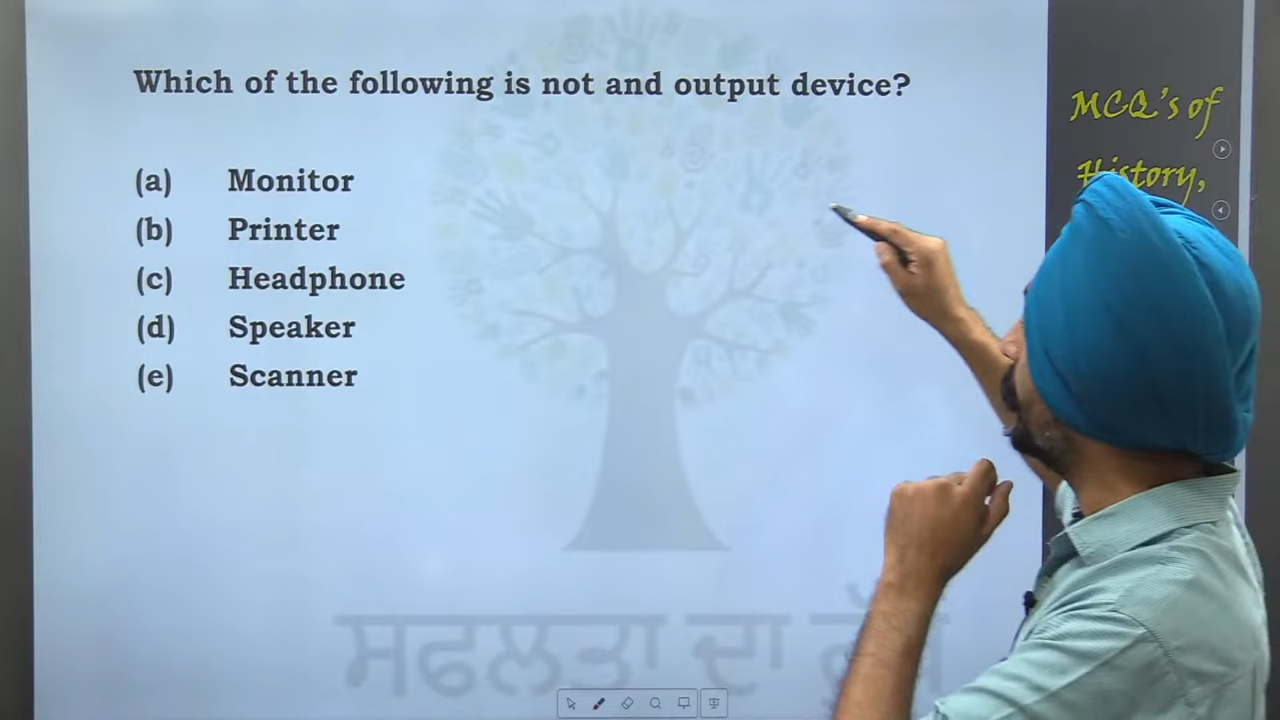 Which of the following is not and output device?
(a) Monitor
(b) Printer
(c) Headphone
(d) Speaker
(e) Scanner
MCQ's of
History,
ਸਫਲਤਾ ਦਾ